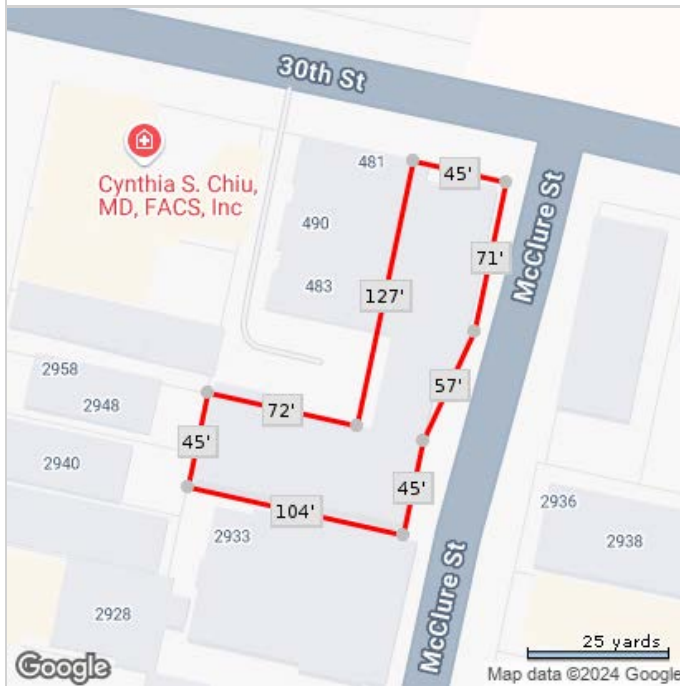 30th St
481
45'
Cynthia S. Chiu,
MD, FACS, Inc
490
McClure St
71'
483
127'
2958
57'
2948
72'
45'
2940
45'
2936
104'
2933
2938
2928
McClure St
25 yards
Google
Map data ©2024 Google